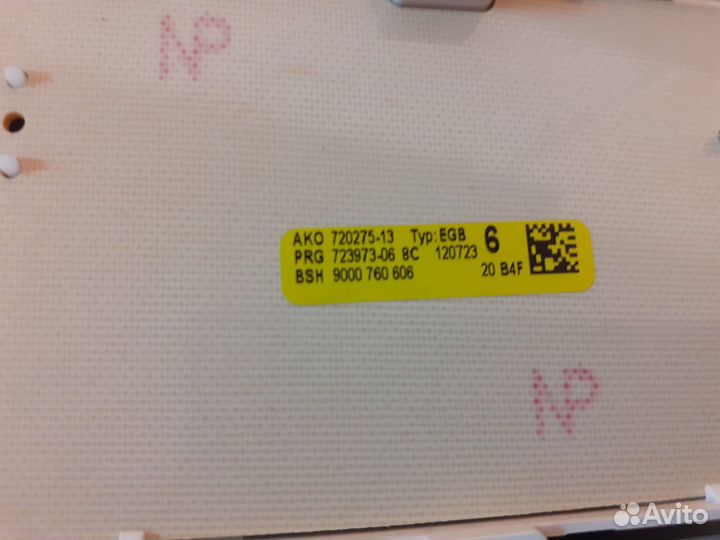 NP
AKO 720275-13 Typ:EGB 6
PRG 723973-06 8C 120723
BSH 9000 760 606 20 B4F
NP
Avito